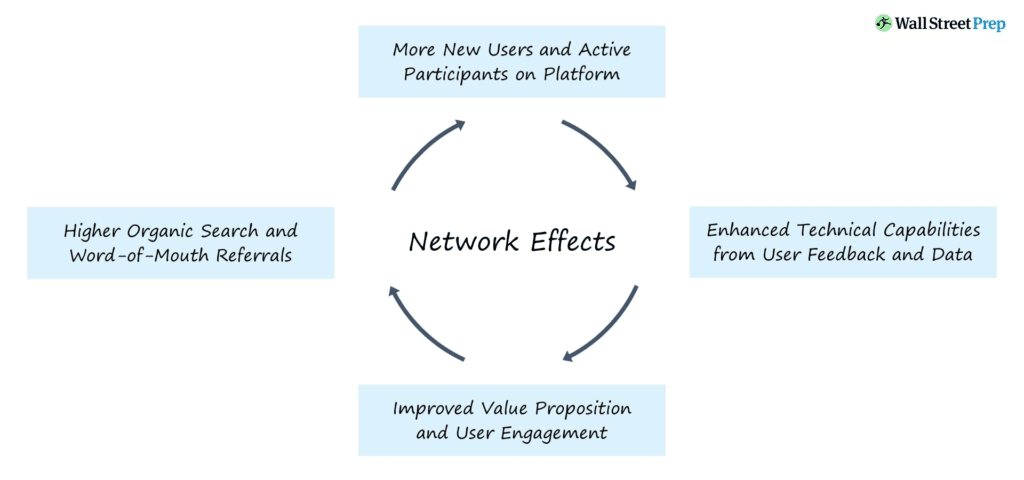 Wall Street Prep
More New Users and Active
Participants on Platform
Higher Organic Search and
Word-of-Mouth Referrals
Network Effects
Enhanced Technical Capabilities
from User Feedback and Data
Improved Value Proposition
and User Engagement